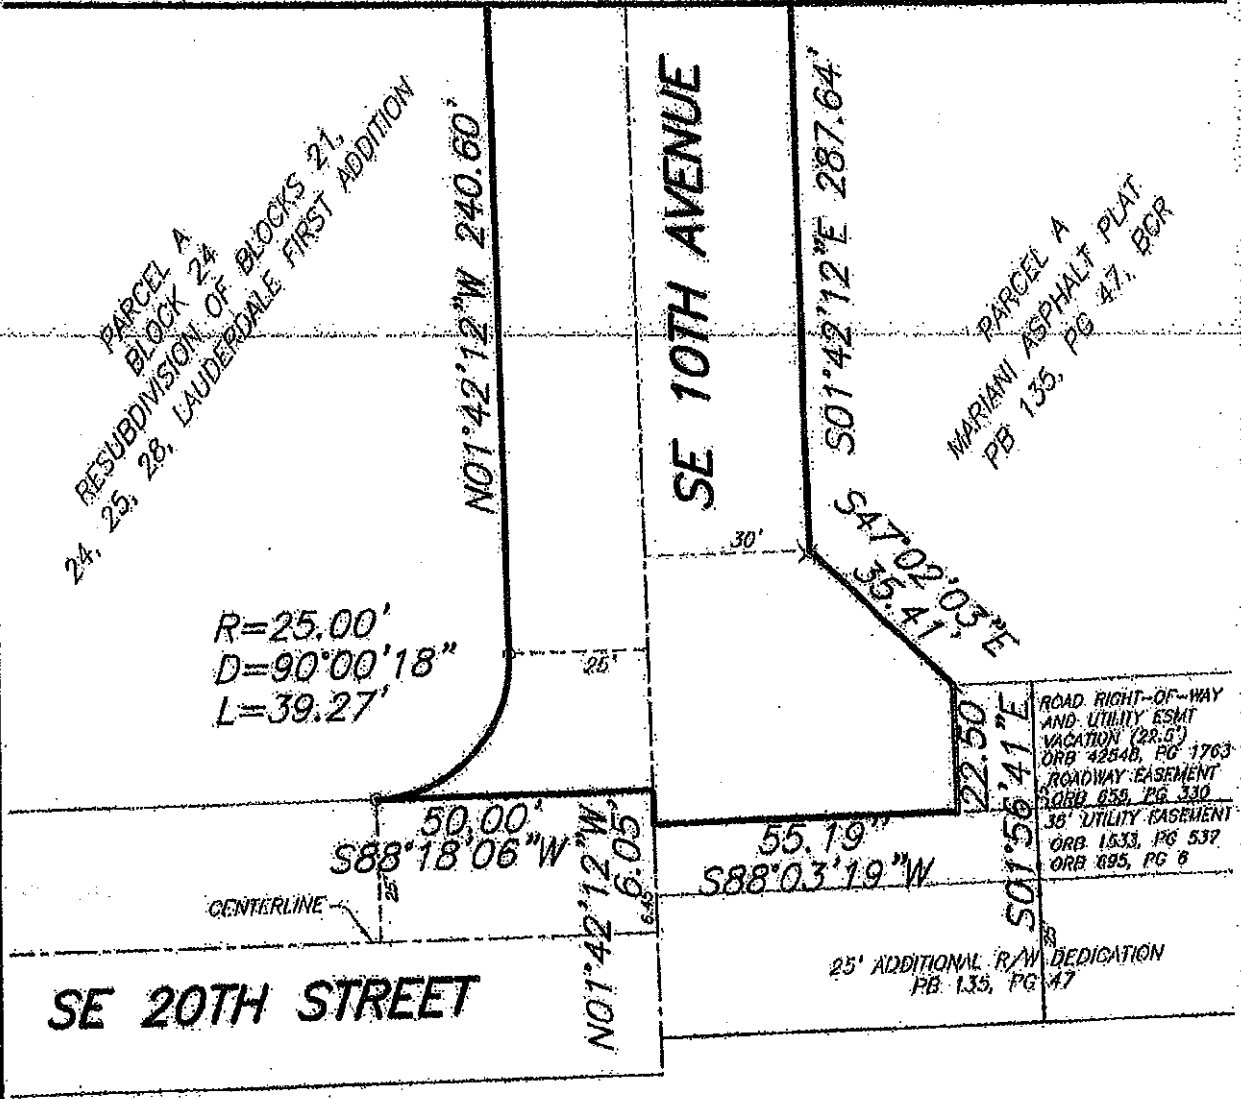 PARCEL A
BLOCK 24
RESUBDIVISION OF BLOCKS 21,
24, 25, 28, LAUDERDALE FIRST ADDITION
N01°42'12"W 240.60'
SE 10TH AVENUE
S01°42'12"E 287.64'
PARCEL A
MARIANI ASPHALT PLAT
PB 135, PG 47, BCR
30'
S47°02'03"E
35.41'
R=25.00'
D=90°00'18"
L=39.27'
25'
22.50
S01°56'41"E
ROAD RIGHT-OF-WAY
AND UTILITY ESMT
VACATION (22.5')
ORB 42548, PG 1763
ROADWAY EASEMENT
ORB 655, PG 330
35' UTILITY EASEMENT
ORB 1533, PG 537
ORB 695, PG 6
50.00'
S88°18'06"W
25'
N01°42'12"W
6.05'
6.45'
55.19"
S88°03'19"W
CENTERLINE
SE 20TH STREET
25' ADDITIONAL R/W DEDICATION
PB 135, PG 47